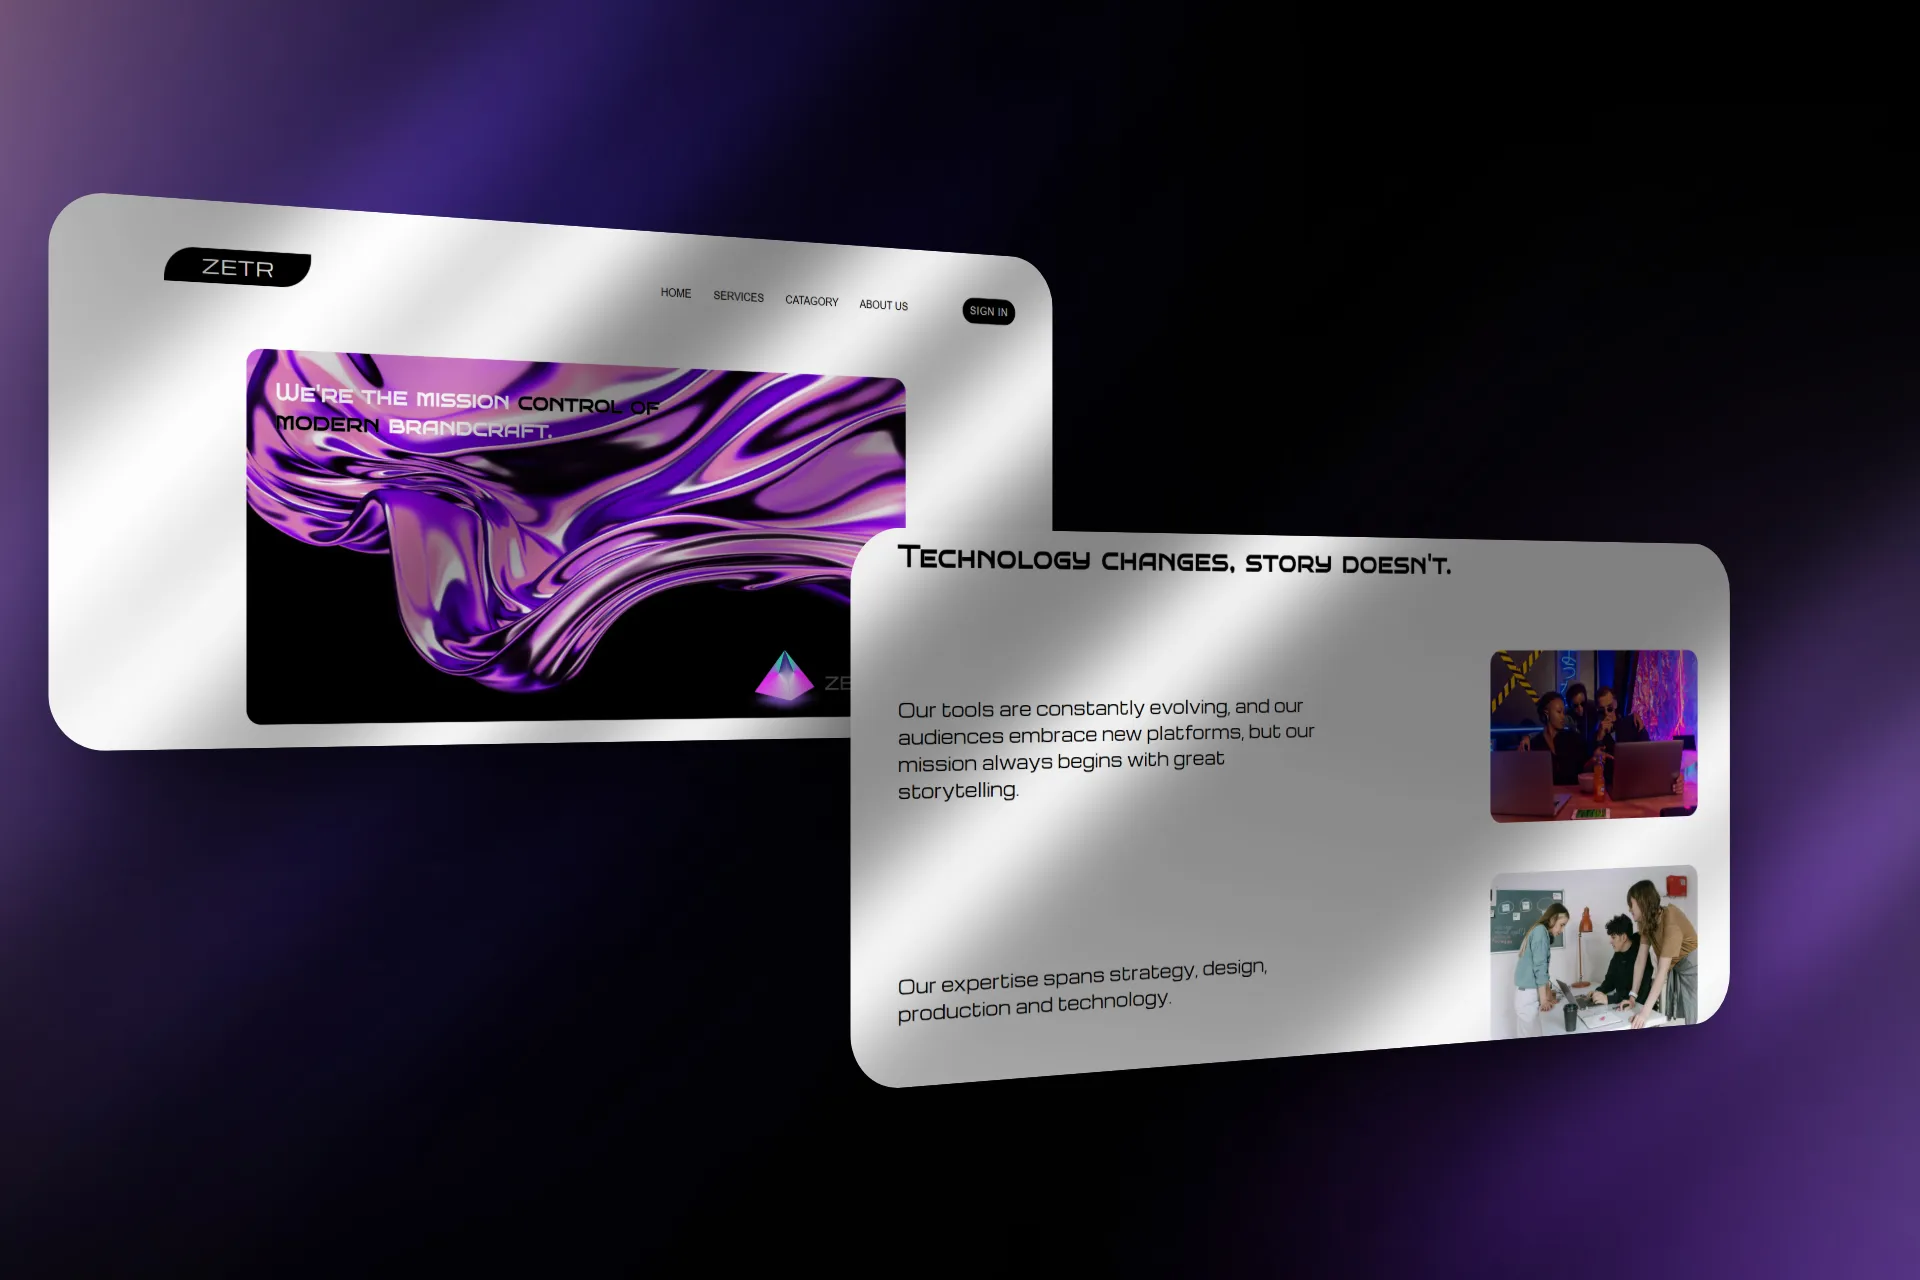 ZETR
HOME SERVICES CATAGORY ABOUT US SIGN IN
We're the mission control of
modern brandcraft.
ZE
Technology changes, story doesn't.
Our tools are constantly evolving, and our
audiences embrace new platforms, but our
mission always begins with great
storytelling.
Our expertise spans strategy, design,
production and technology.